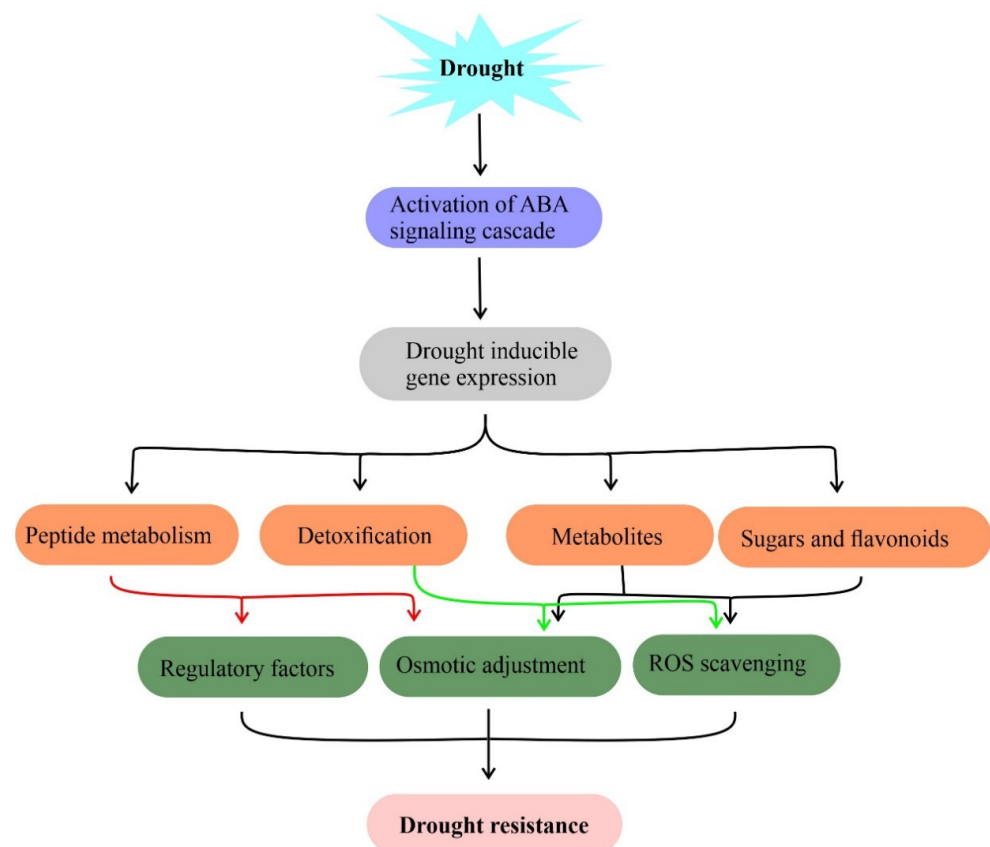 Drought
Activation of ABA
signaling cascade
Drought inducible
gene expression
Peptide metabolism
Detoxification
Metabolites
Sugars and flavonoids
Regulatory factors
Osmotic adjustment
ROS scavenging
Drought resistance